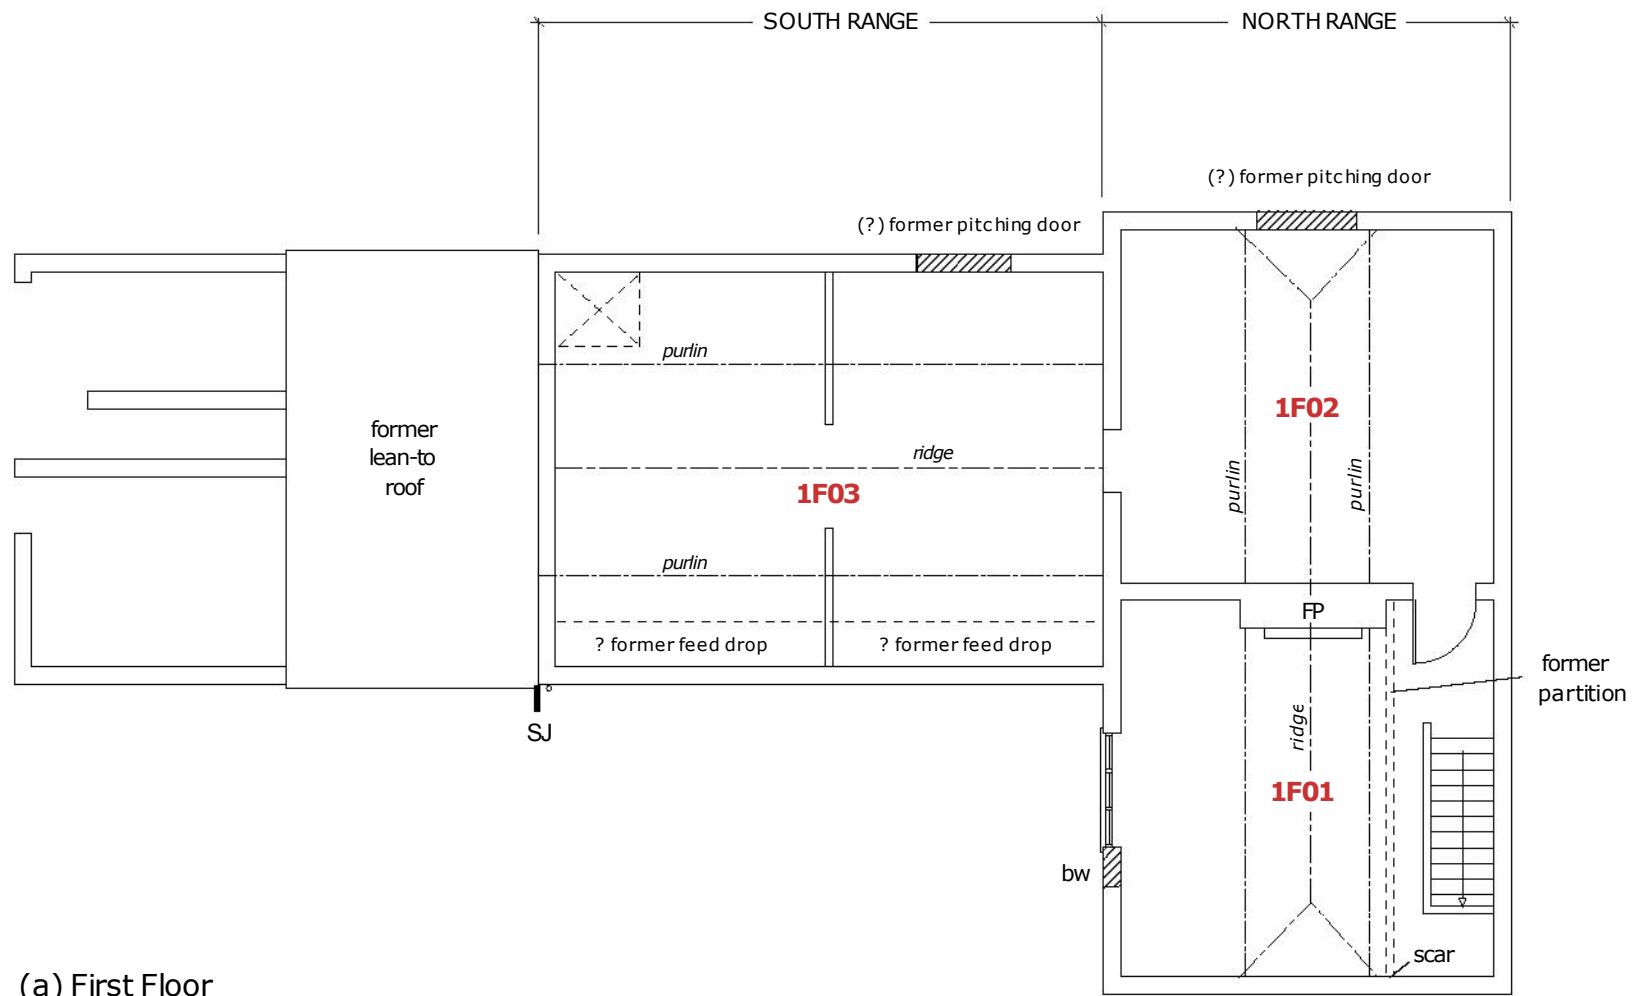 SOUTH RANGE
NORTH RANGE
(?) former pitching door
(?) former pitching door
purlin
1F02
former
lean-to
roof
ridge
purlin
purlin
1F03
purlin
FP
? former feed drop
? former feed drop
former
partition
ridge
SJ
1F01
bw
scar
(a) First Floor